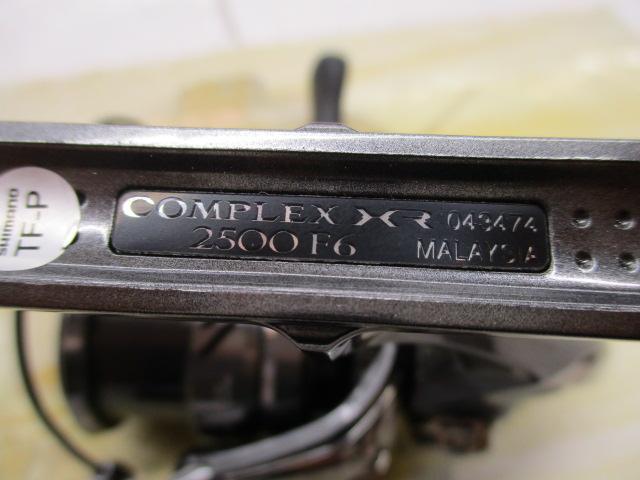 SHIMANO
TF-P
COMPLEX XR 043474
2500 F6 MALAYSIA